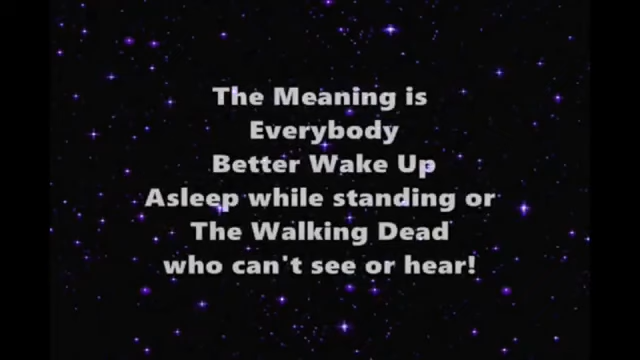 The Meaning is
Everybody
Better Wake Up
Asleep while standing or
The Walking Dead
who can't see or hear!